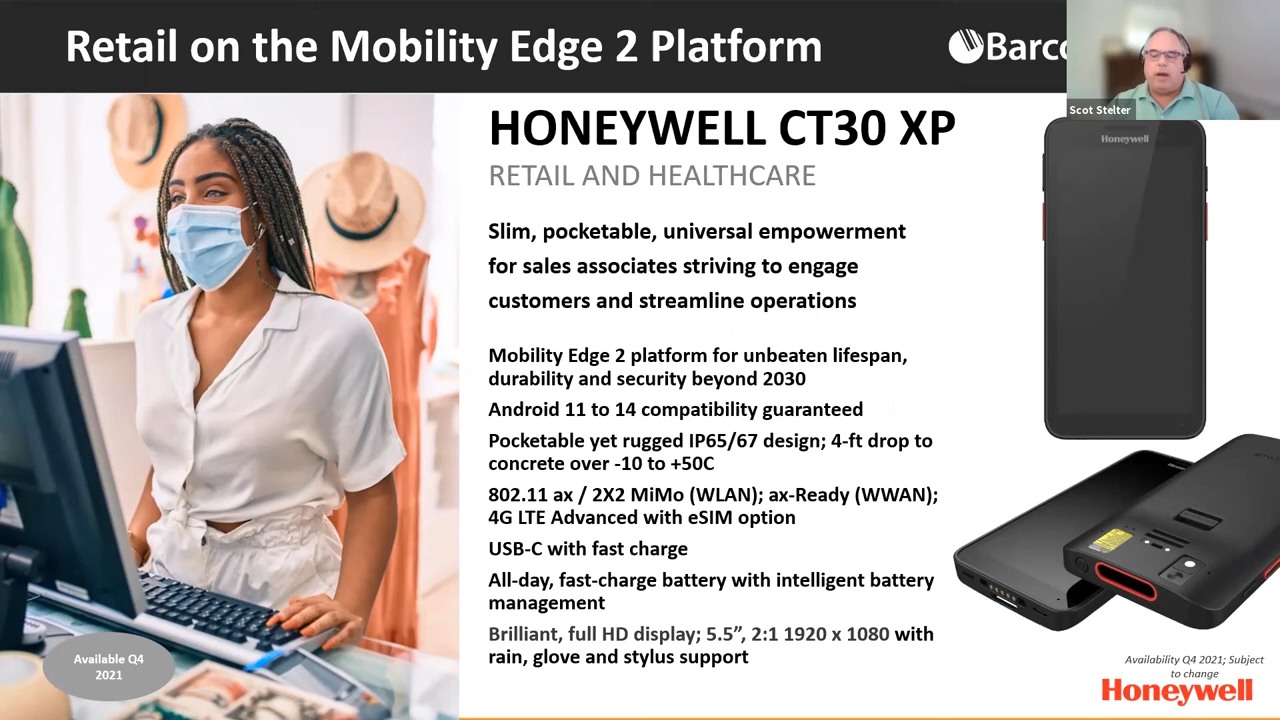 Retail on the Mobility Edge 2 Platform
Barco
Scot Stelter
HONEYWELL CT30 XP
RETAIL AND HEALTHCARE
Slim, pocketable, universal empowerment
for sales associates striving to engage
customers and streamline operations
Mobility Edge 2 platform for unbeaten lifespan,
durability and security beyond 2030
Android 11 to 14 compatibility guaranteed
Pocketable yet rugged IP65/67 design; 4-ft drop to
concrete over -10 to +50C
802.11 ax / 2X2 MiMo (WLAN); ax-Ready (WWAN);
4G LTE Advanced with eSIM option
USB-C with fast charge
All-day, fast-charge battery with intelligent battery
management
Brilliant, full HD display; 5.5”, 2:1 1920 x 1080 with
rain, glove and stylus support
Available Q4
2021
Honeywell
Availability Q4 2021; Subject
to change
Honeywell